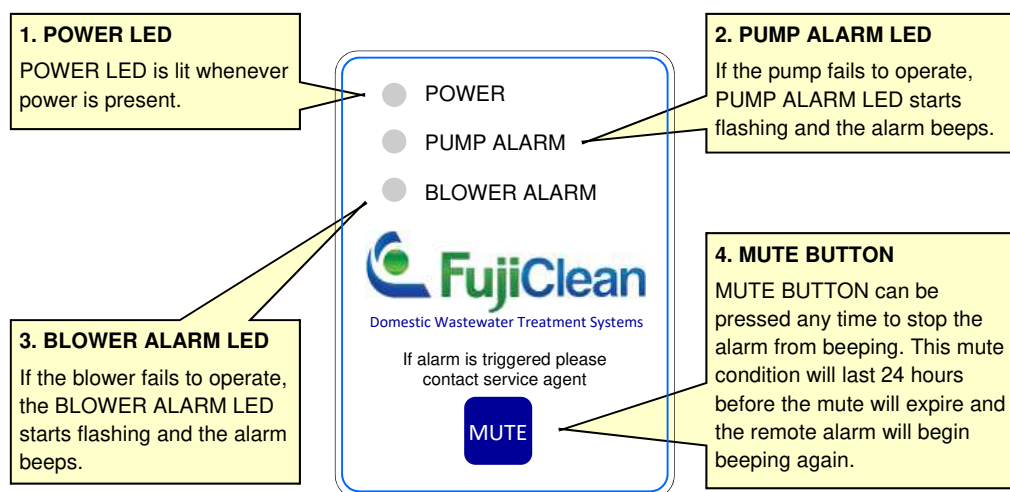 1. POWER LED
POWER LED is lit whenever
power is present.
2. PUMP ALARM LED
If the pump fails to operate,
PUMP ALARM LED starts
flashing and the alarm beeps.
POWER
PUMP ALARM
BLOWER ALARM
FujiClean
Domestic Wastewater Treatment Systems
If alarm is triggered please
contact service agent
MUTE
3. BLOWER ALARM LED
If the blower fails to operate,
the BLOWER ALARM LED
starts flashing and the alarm
beeps.
4. MUTE BUTTON
MUTE BUTTON can be
pressed any time to stop the
alarm from beeping. This mute
condition will last 24 hours
before the mute will expire and
the remote alarm will begin
beeping again.